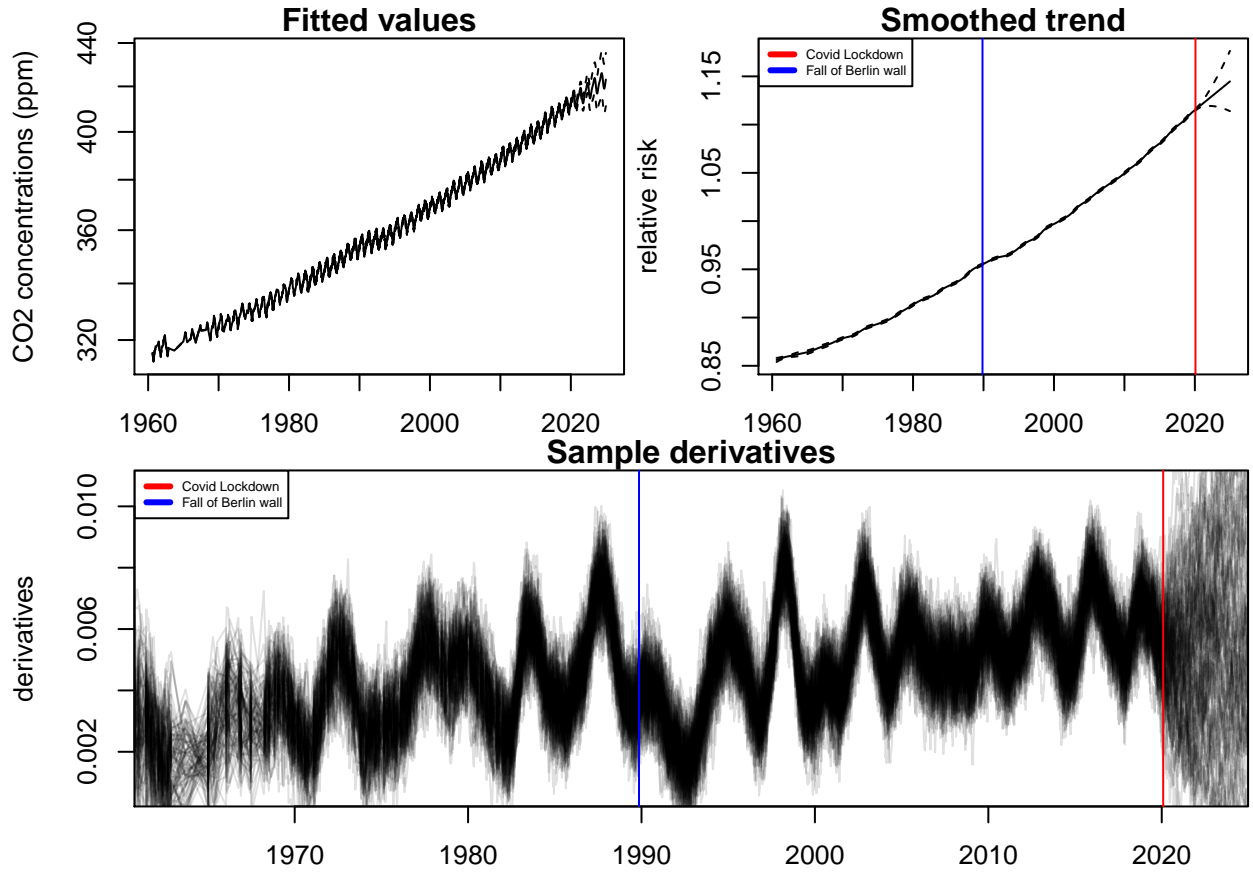 Fitted values
CO2 concentrations (ppm)
440
400
360
320
1960
1980
2000
2020
Smoothed trend
relative risk
1.15
1.05
0.95
0.85
Covid Lockdown
Fall of Berlin wall
1960
1980
2000
2020
Sample derivatives
derivatives
0.010
0.006
0.002
Covid Lockdown
Fall of Berlin wall
1970
1980
1990
2000
2010
2020